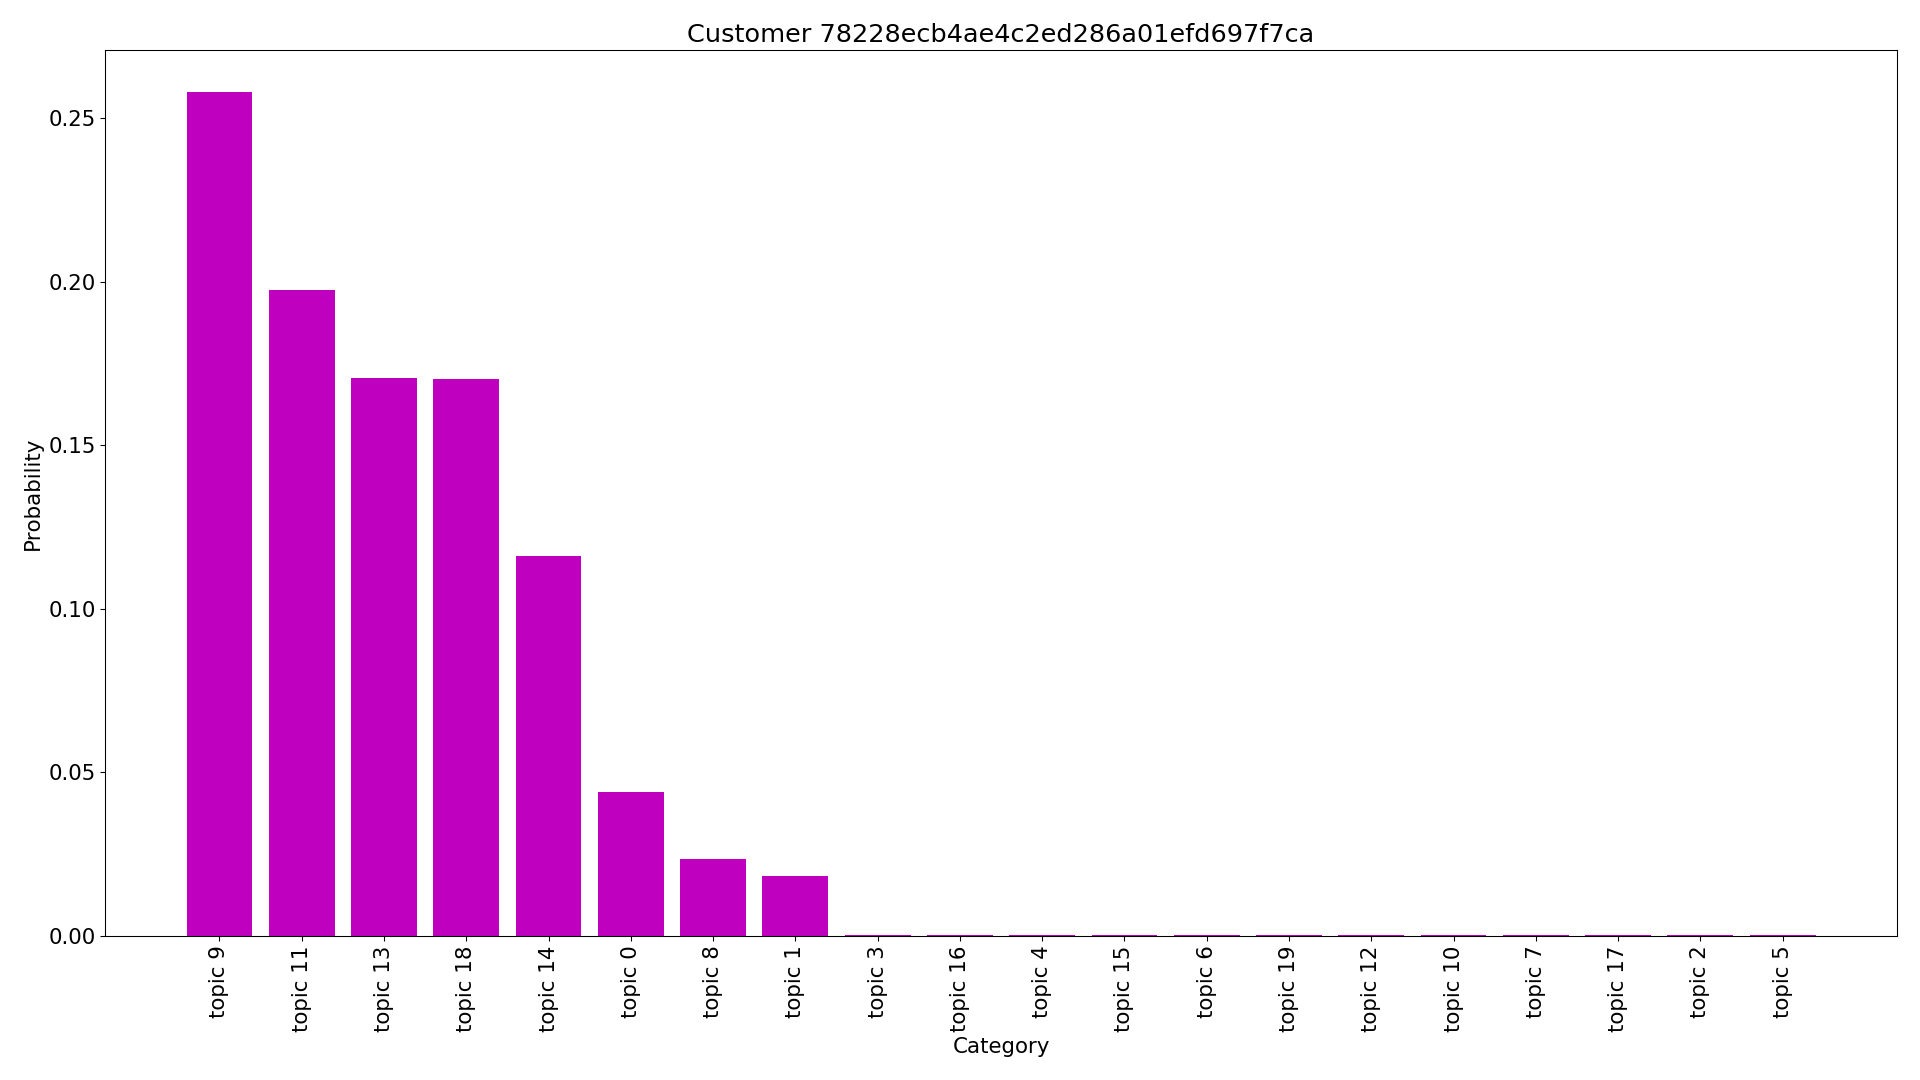 Customer 78228ecb4ae4c2ed286a01efd697f7ca
Probability
0.25
0.20
0.15
0.10
0.05
0.00
topic 9
topic 11
topic 13
topic 18
topic 14
topic 0
topic 8
topic 1
topic 3
topic 16
topic 4
topic 15
topic 6
topic 19
topic 12
topic 10
topic 7
topic 17
topic 2
topic 5
Category